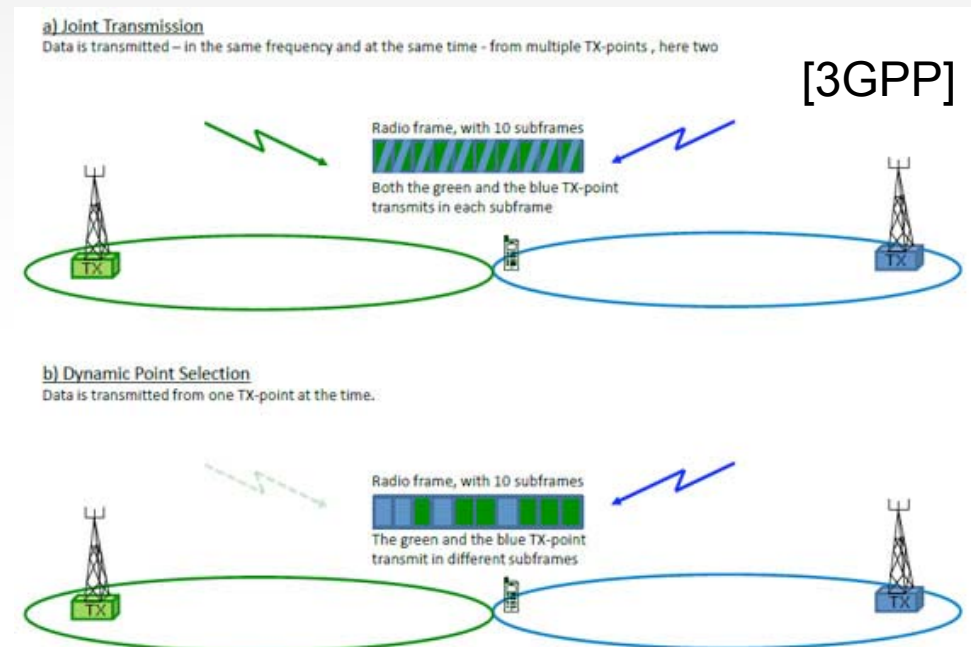 a) Joint Transmission
Data is transmitted – in the same frequency and at the same time - from multiple TX-points , here two
[3GPP]
Radio frame, with 10 subframes
Both the green and the blue TX-point
transmits in each subframe
TX
TX
b) Dynamic Point Selection
Data is transmitted from one TX-point at the time.
Radio frame, with 10 subframes
The green and the blue TX-point
transmit in different subframes
TX
TX